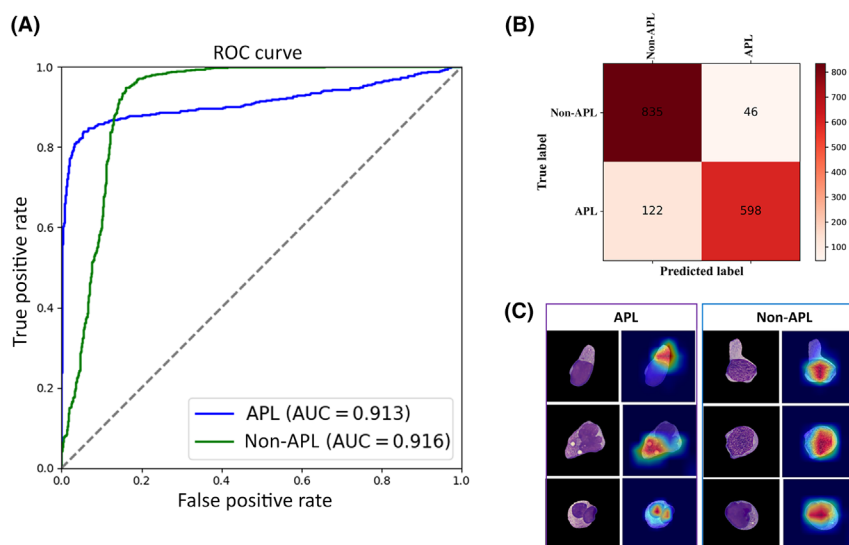 (A)
ROC curve
1.0
0.8
0.6
0.4
0.2
0.0
True positive rate
0.0 0.2 0.4 0.6 0.8 1.0
False positive rate
APL (AUC = 0.913)
Non-APL (AUC = 0.916)
(B)
Non-APL
APL
Non-APL
APL
True label
835 46
122 598
Predicted label
800
700
600
500
400
300
200
100
(C)
APL
Non-APL